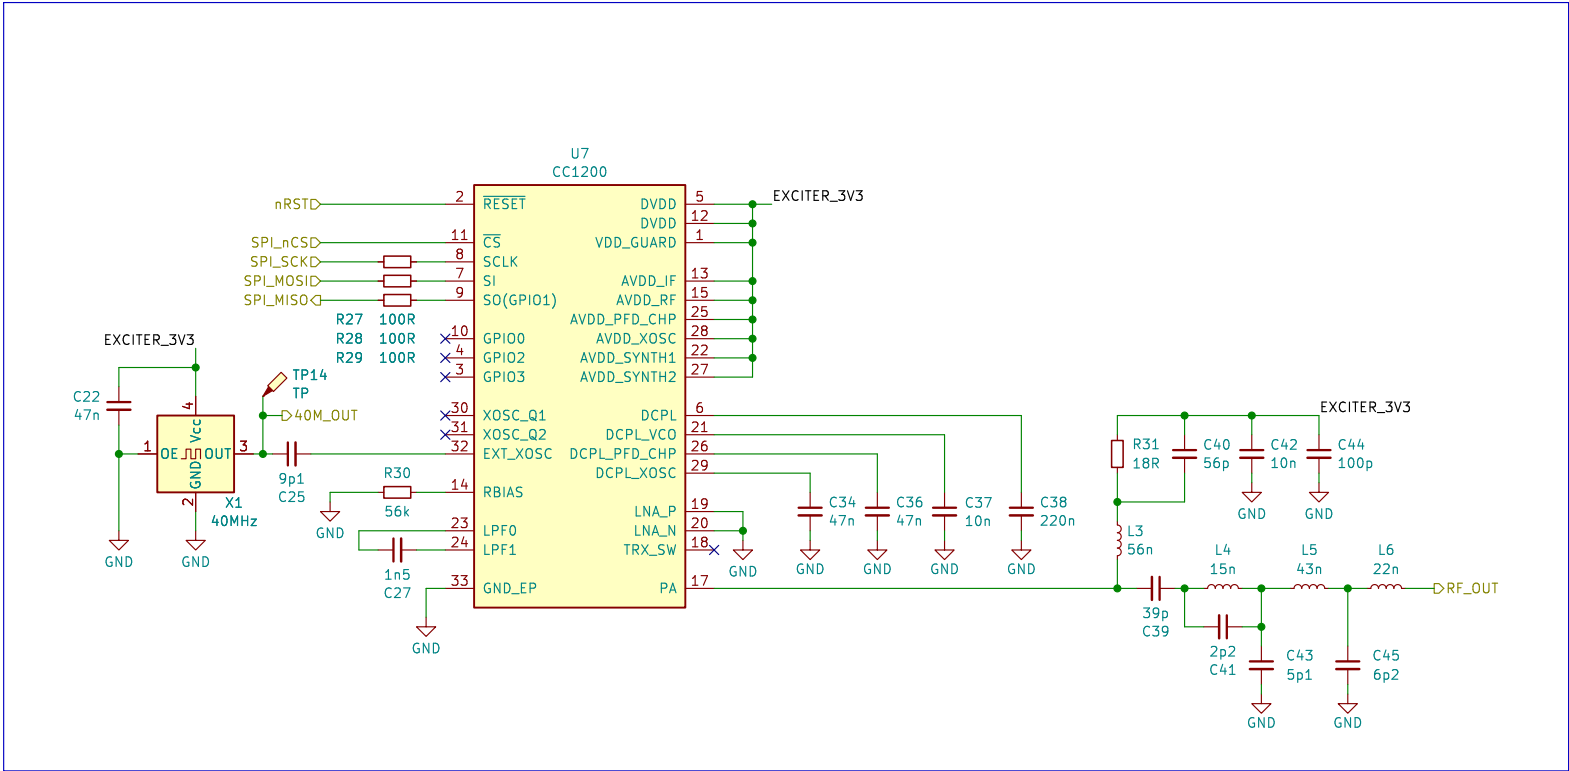 U7
CC1200
nRST
2
RESET
DVDD
5
EXCITER_3V3
DVDD
12
SPI_nCS
11
CS
VDD_GUARD
1
SPI_SCK
8
SCLK
SPI_MOSI
7
SI
AVDD_IF
13
SPI_MISO
9
SO(GPIO1)
AVDD_RF
15
R27 100R
AVDD_PFD_CHP
25
R28 100R
10
GPIO0
AVDD_XOSC
28
R29 100R
4
GPIO2
AVDD_SYNTH1
22
3
GPIO3
AVDD_SYNTH2
27
EXCITER_3V3
TP14
TP
C22
47n
4
Vcc
1
OE
OUT
3
GND
2
X1
40MHz
GND
GND
40M_OUT
9p1
C25
30
XOSC_Q1
DCPL
6
31
XOSC_Q2
DCPL_VCO
21
32
EXT_XOSC
DCPL_PFD_CHP
26
DCPL_XOSC
29
R30
56k
GND
14
RBIAS
LNA_P
19
23
LPF0
LNA_N
20
24
LPF1
TRX_SW
18
1n5
C27
33
GND_EP
PA
17
GND
GND
C34
47n
GND
C36
47n
GND
C37
10n
GND
C38
220n
GND
EXCITER_3V3
R31
18R
C40
56p
C42
10n
C44
100p
GND
GND
L3
56n
L4
15n
L5
43n
L6
22n
RF_OUT
39p
C39
2p2
C41
C43
5p1
C45
6p2
GND
GND